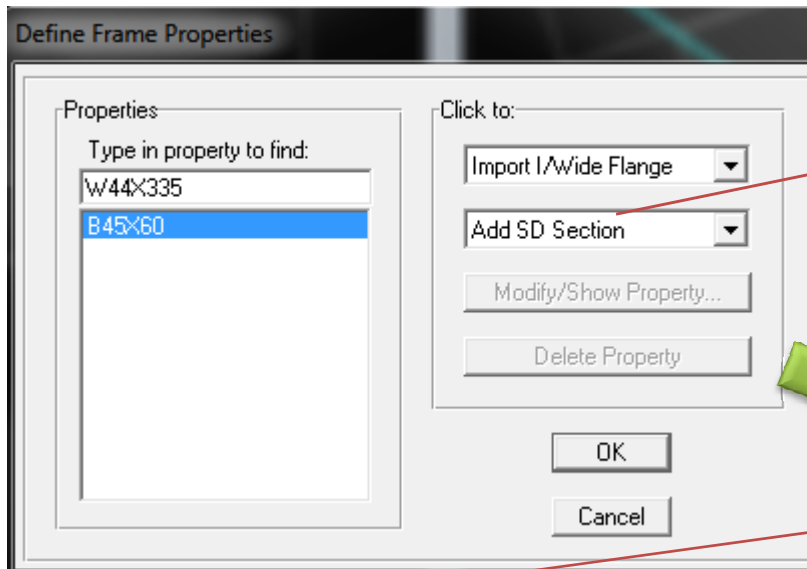 Define Frame Properties
Properties
Type in property to find:
W44X335
B45X60
Click to:
Import I/Wide Flange
Add SD Section
Modify/Show Property...
Delete Property
OK
Cancel